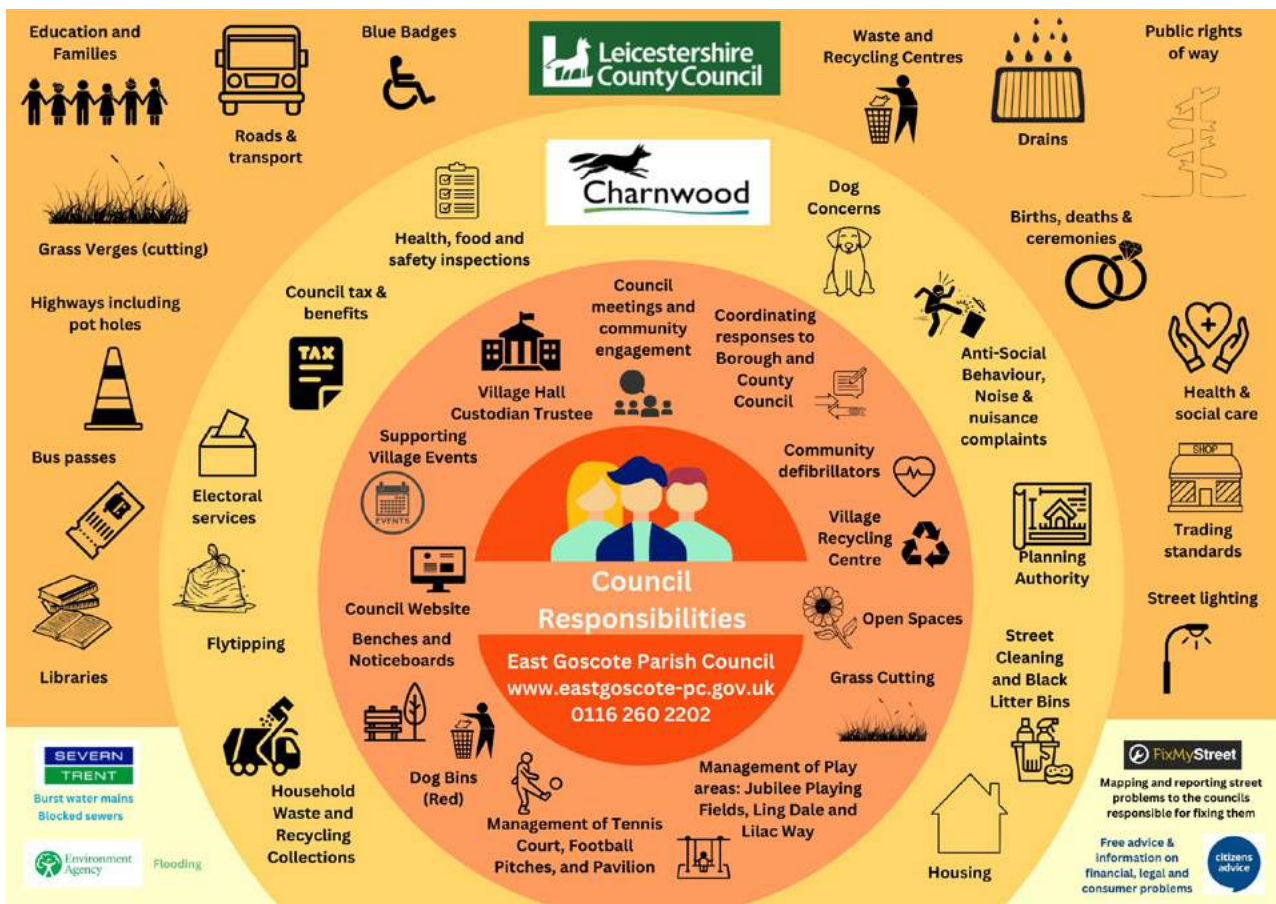 Education and
Families
Roads &
transport
Blue Badges
Leicestershire
County Council
Waste and
Recycling Centres
Drains
Public rights
of way
Grass Verges (cutting)
Births, deaths &
ceremonies
Highways including
pot holes
Health &
social care
Bus passes
Trading
standards
SHOP
Libraries
Street lighting
Charnwood
Health, food and
safety inspections
Dog
Concerns
Council tax &
benefits
TAX
Anti-Social
Behaviour,
Noise &
nuisance
complaints
Electoral
services
Planning
Authority
Flytipping
Street
Cleaning
and Black
Litter Bins
Household
Waste and
Recycling
Collections
Housing
Village Hall
Custodian Trustee
Council
meetings and
community
engagement
Coordinating
responses to
Borough and
County
Council
Supporting
Village Events
EVENTS
Community
defibrillators
Village
Recycling
Centre
Council Website
Open Spaces
Benches and
Noticeboards
Grass Cutting
Dog Bins
(Red)
Management of Tennis
Court, Football
Pitches, and Pavilion
Management of Play
areas: Jubilee Playing
Fields, Ling Dale and
Lilac Way
Council
Responsibilities
East Goscote Parish Council
www.eastgoscote-pc.gov.uk
0116 260 2202
SEVERN
TRENT
Burst water mains
Blocked sewers
Environment
Agency
Flooding
FixMyStreet
Mapping and reporting street
problems to the councils
responsible for fixing them
Free advice &
information on
financial, legal and
consumer problems
citizens
advice